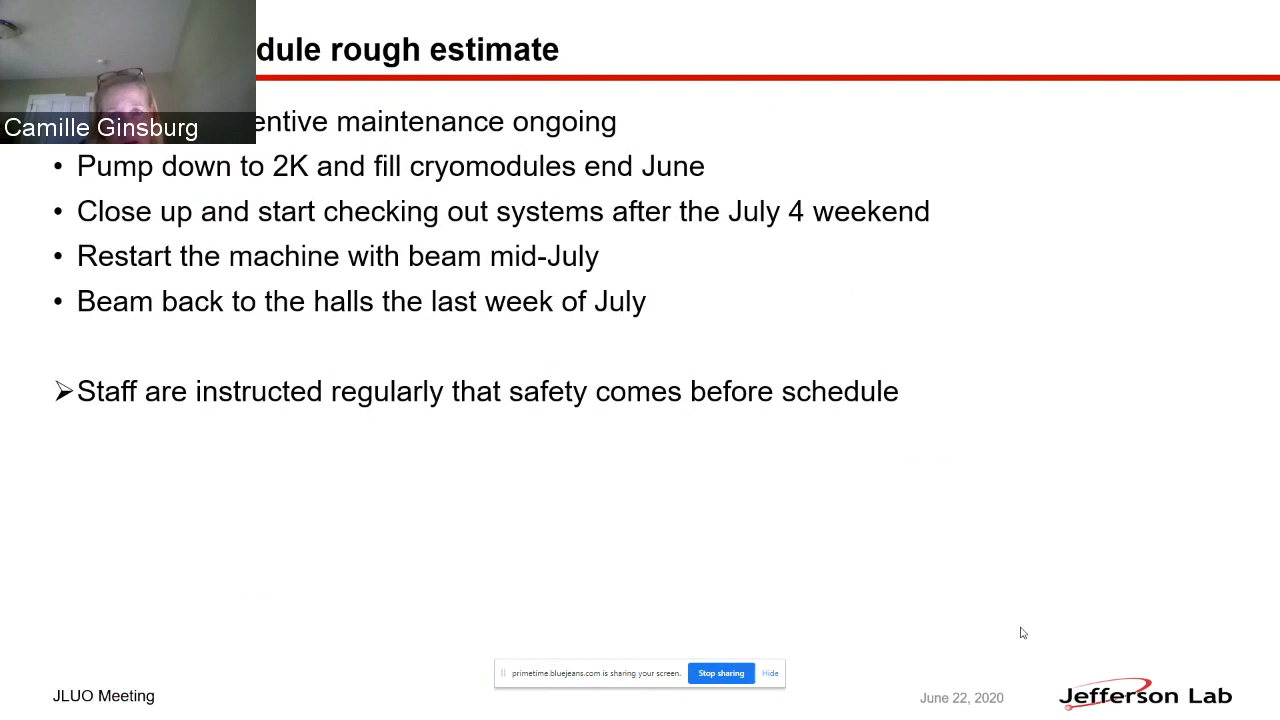 dule rough estimate
Camille Ginsburg
entive maintenance ongoing
• Pump down to 2K and fill cryomodules end June
• Close up and start checking out systems after the July 4 weekend
• Restart the machine with beam mid-July
• Beam back to the halls the last week of July
➢Staff are instructed regularly that safety comes before schedule
primetime.bluejeans.com is sharing your screen. Stop sharing Hide
JLUO Meeting June 22, 2020 Jefferson Lab